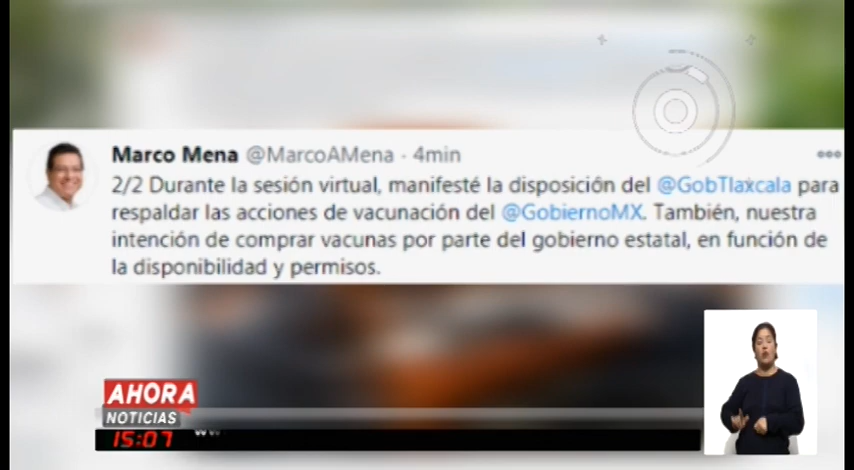 Marco Mena @MarcoAMena · 4min
2/2 Durante la sesión virtual, manifesté la disposición del @GobTlaxcala para
respaldar las acciones de vacunación del @GobiernoMX. También, nuestra
intención de comprar vacunas por parte del gobierno estatal, en función de
la disponibilidad y permisos.
AHORA
NOTICIAS
15:07